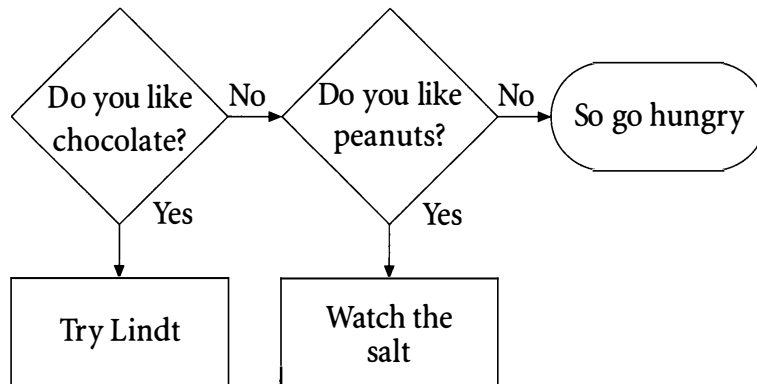 Do you like
chocolate?
No
Do you like
peanuts?
No
So go hungry
Yes
Yes
Try Lindt
Watch the
salt